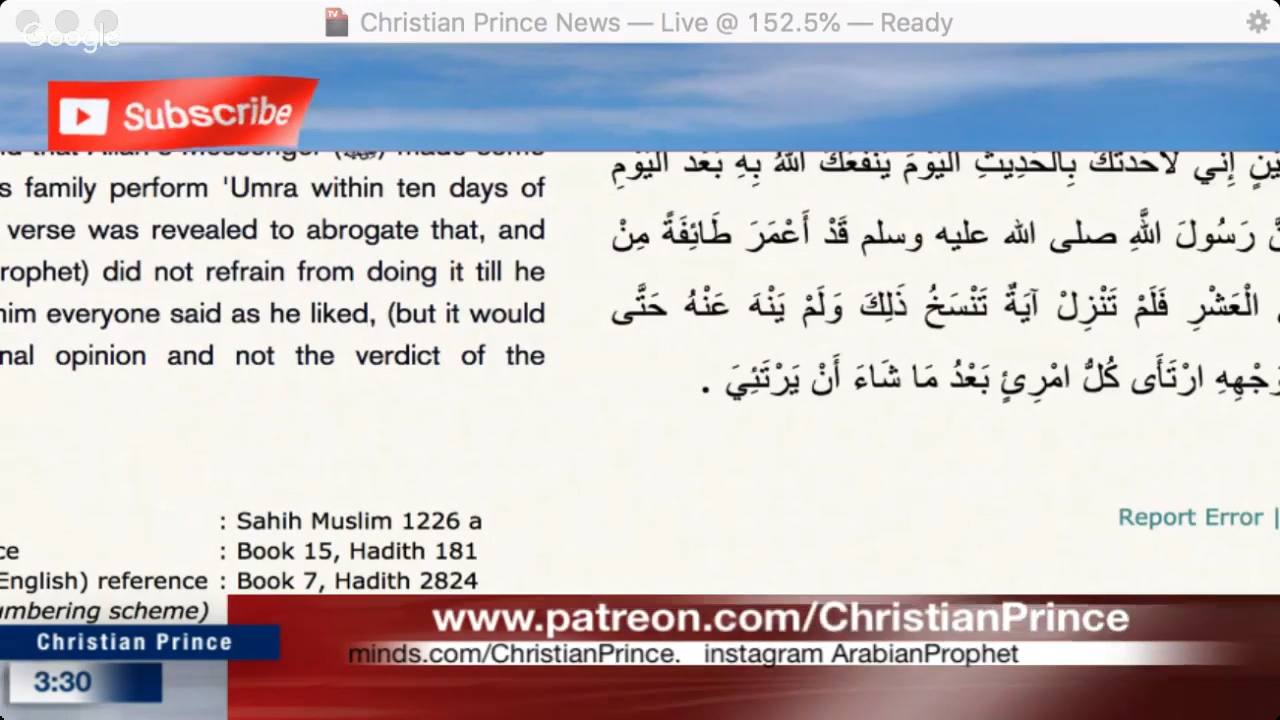 Christian Prince News — Live @ 152.5% — Ready
Google
Subscribe
s family perform 'Umra within ten days of
verse was revealed to abrogate that, and
rophet) did not refrain from doing it till he
him everyone said as he liked, (but it would
nal opinion and not the verdict of the
إِنِّي لأُحَدِّثُكَ بِالْحَدِيثِ الْيَوْمَ يَنْفَعُكَ اللَّهُ بِهِ بَعْدَ الْيَوْمِ
رَسُولَ اللَّهِ صلى الله عليه وسلم قَدْ أَعْمَرَ طَائِفَةً مِنْ
الْعَشْرِ فَلَمْ تَنْزِلْ آيَةٌ تَنْسَخُ ذَلِكَ وَلَمْ يَنْهَ عَنْهُ حَتَّى
وَجْهِهِ ارْتَأَى كُلُّ امْرِئٍ بَعْدُ مَا شَاءَ أَنْ يَرْتَئِيَ .
: Sahih Muslim 1226 a
Report Error |
ce : Book 15, Hadith 181
English) reference : Book 7, Hadith 2824
umbering scheme)
www.patreon.com/ChristianPrince
Christian Prince
minds.com/ChristianPrince. instagram ArabianProphet
3:30